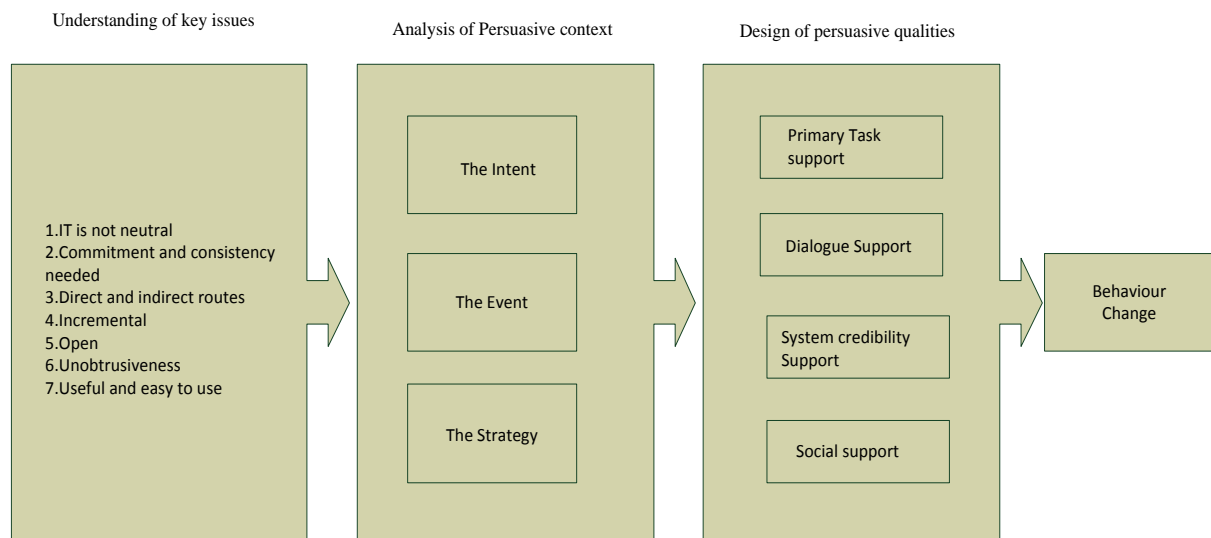 Understanding of key issues
Analysis of Persuasive context
Design of persuasive qualities
1.IT is not neutral
2.Commitment and consistency
needed
3.Direct and indirect routes
4.Incremental
5.Open
6.Unobtrusiveness
7.Useful and easy to use
The Intent
The Event
The Strategy
Primary Task
support
Dialogue Support
System credibility
Support
Social support
Behaviour
Change